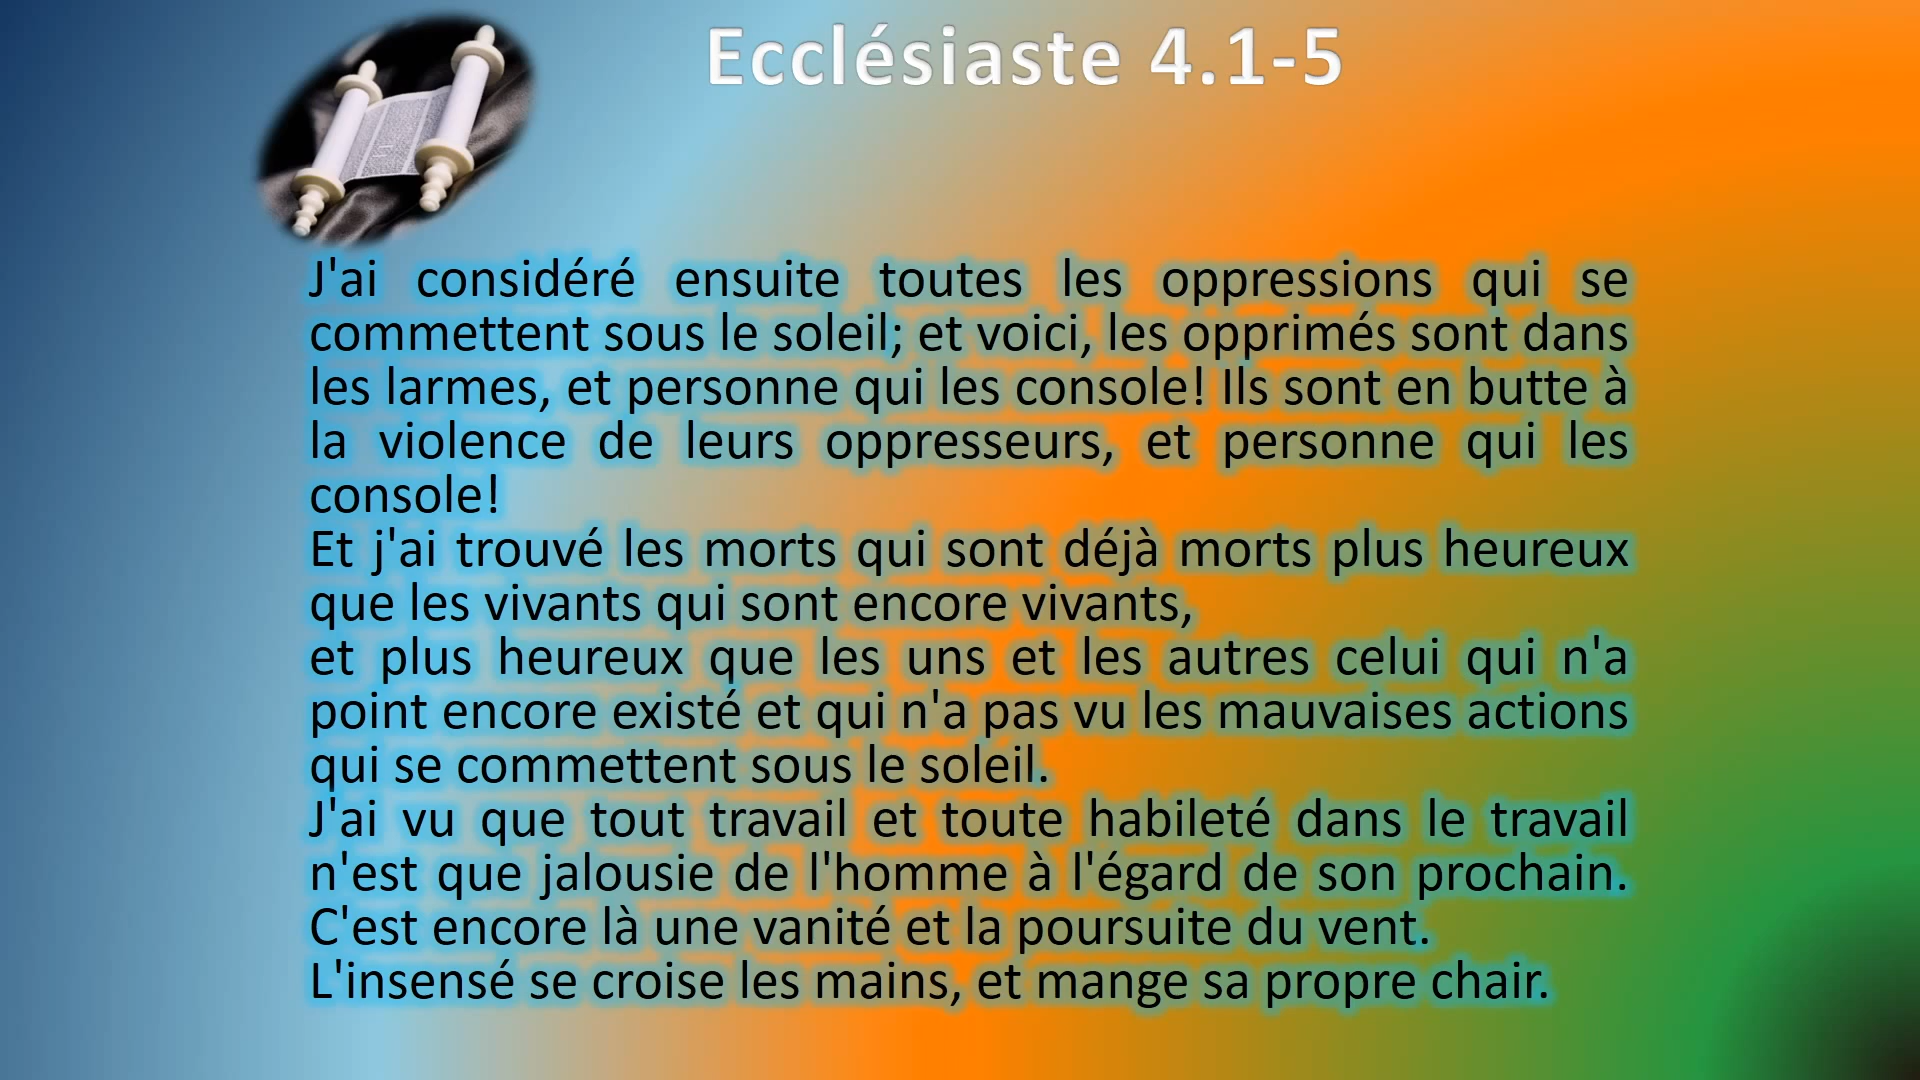 Ecclésiaste 4.1-5
J'ai considéré ensuite toutes les oppressions qui se
commettent sous le soleil; et voici, les opprimés sont dans
les larmes, et personne qui les console! Ils sont en butte à
la violence de leurs oppresseurs, et personne qui les
console!
Et j'ai trouvé les morts qui sont déjà morts plus heureux
que les vivants qui sont encore vivants,
et plus heureux que les uns et les autres celui qui n'a
point encore existé et qui n'a pas vu les mauvaises actions
qui se commettent sous le soleil.
J'ai vu que tout travail et toute habileté dans le travail
n'est que jalousie de l'homme à l'égard de son prochain.
C'est encore là une vanité et la poursuite du vent.
L'insensé se croise les mains, et mange sa propre chair.